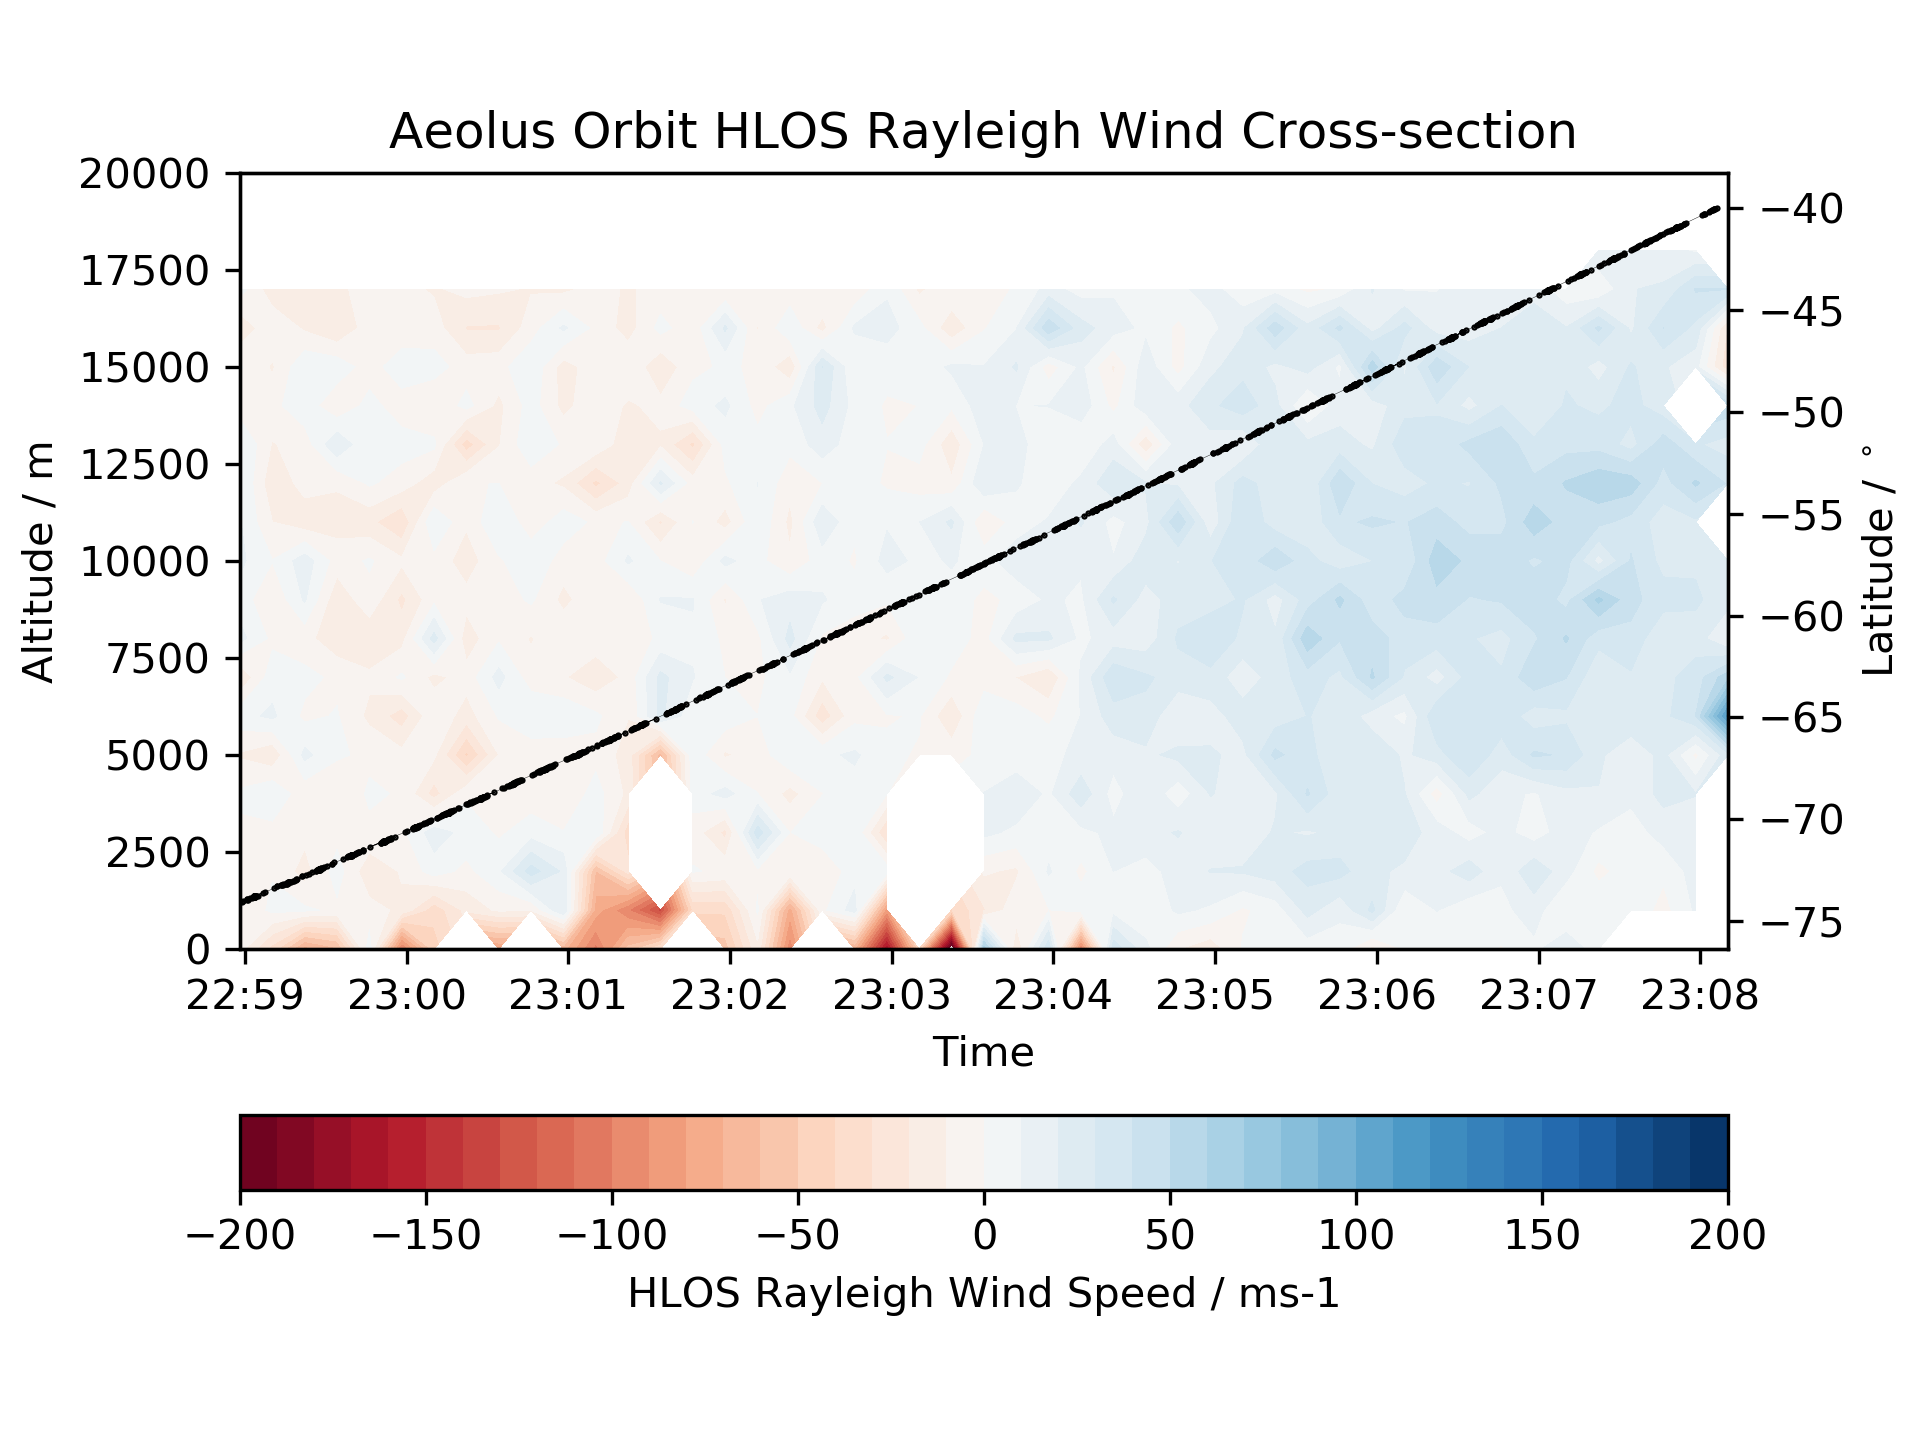 Aeolus Orbit HLOS Rayleigh Wind Cross-section
20000
17500
15000
12500
10000
7500
5000
2500
0
Altitude / m
−40
−45
−50
−55
−60
−65
−70
−75
Latitude / °
22:59 23:00 23:01 23:02 23:03 23:04 23:05 23:06 23:07 23:08
Time
−200 −150 −100 −50 0 50 100 150 200
HLOS Rayleigh Wind Speed / ms-1